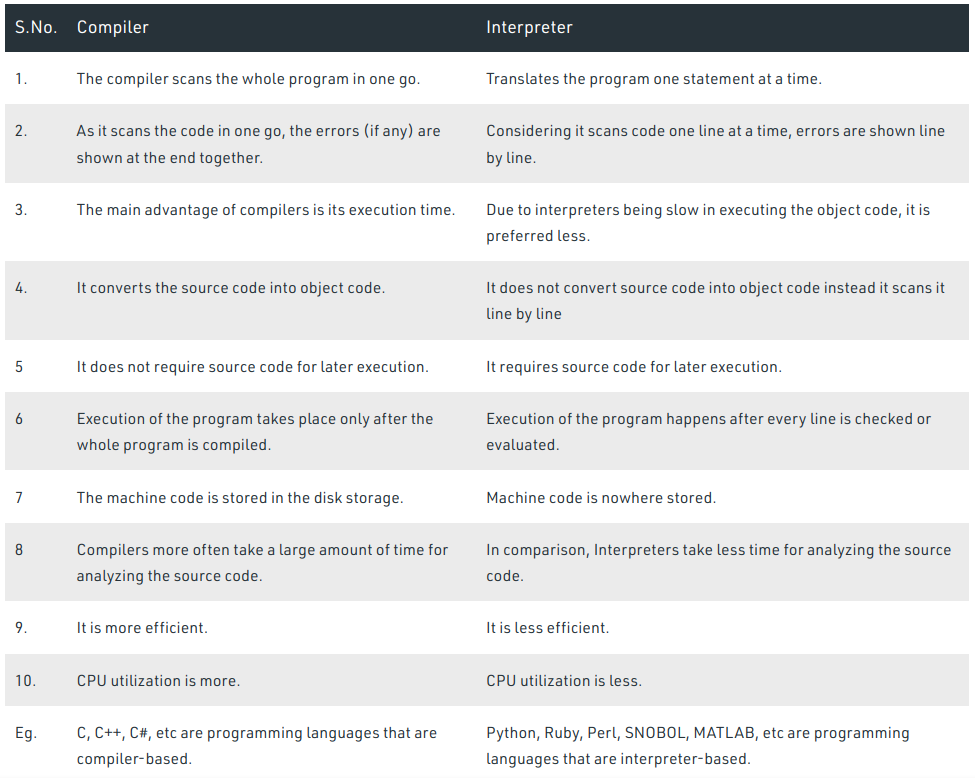 S.No. Compiler Interpreter
1. The compiler scans the whole program in one go. Translates the program one statement at a time.
2. As it scans the code in one go, the errors (if any) are Considering it scans code one line at a time, errors are shown line
shown at the end together. by line.
3. The main advantage of compilers is its execution time. Due to interpreters being slow in executing the object code, it is
preferred less.
4. It converts the source code into object code. It does not convert source code into object code instead it scans it
line by line
5 It does not require source code for later execution. It requires source code for later execution.
6 Execution of the program takes place only after the Execution of the program happens after every line is checked or
whole program is compiled. evaluated.
7 The machine code is stored in the disk storage. Machine code is nowhere stored.
8 Compilers more often take a large amount of time for In comparison, Interpreters take less time for analyzing the source
analyzing the source code. code.
9. It is more efficient. It is less efficient.
10. CPU utilization is more. CPU utilization is less.
Eg. C, C++, C#, etc are programming languages that are Python, Ruby, Perl, SNOBOL, MATLAB, etc are programming
compiler-based. languages that are interpreter-based.